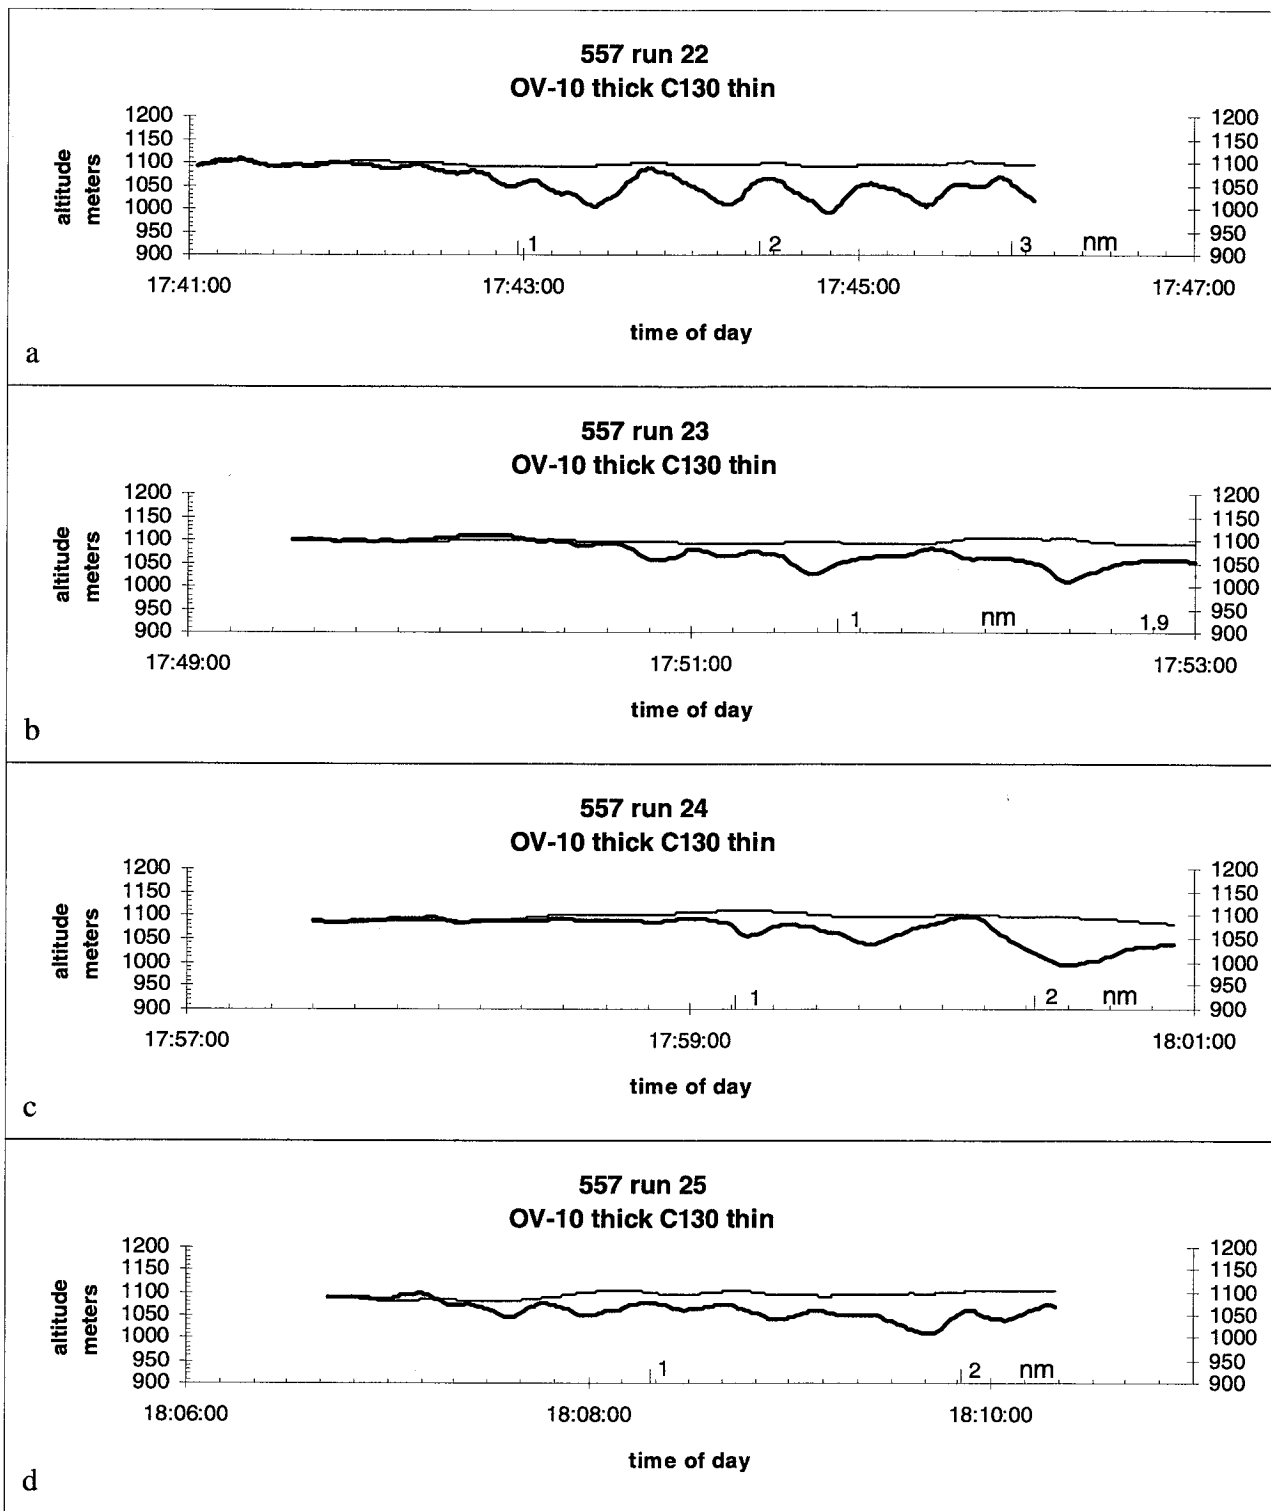 557 run 22
OV-10 thick C130 thin
altitude
meters
1200 1200
1150 1150
1100 1100
1050 1050
1000 1000
950 950
900 900
1 2 3 nm
17:41:00 17:43:00 17:45:00 17:47:00
time of day
a
557 run 23
OV-10 thick C130 thin
altitude
meters
1200 1200
1150 1150
1100 1100
1050 1050
1000 1000
950 950
900 900
1 nm 1.9
17:49:00 17:51:00 17:53:00
time of day
b
557 run 24
OV-10 thick C130 thin
altitude
meters
1200 1200
1150 1150
1100 1100
1050 1050
1000 1000
950 950
900 900
1 2 nm
17:57:00 17:59:00 18:01:00
time of day
c
557 run 25
OV-10 thick C130 thin
altitude
meters
1200 1200
1150 1150
1100 1100
1050 1050
1000 1000
950 950
900 900
1 2 nm
18:06:00 18:08:00 18:10:00
time of day
d